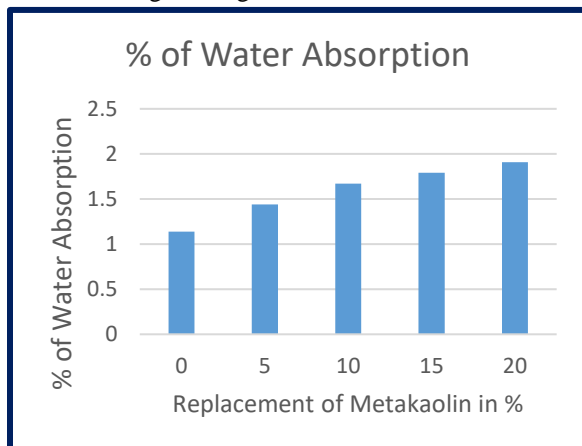 % of Water Absorption
% of Water Absorption
2.5
2
1.5
1
0.5
0
0 5 10 15 20
Replacement of Metakaolin in %